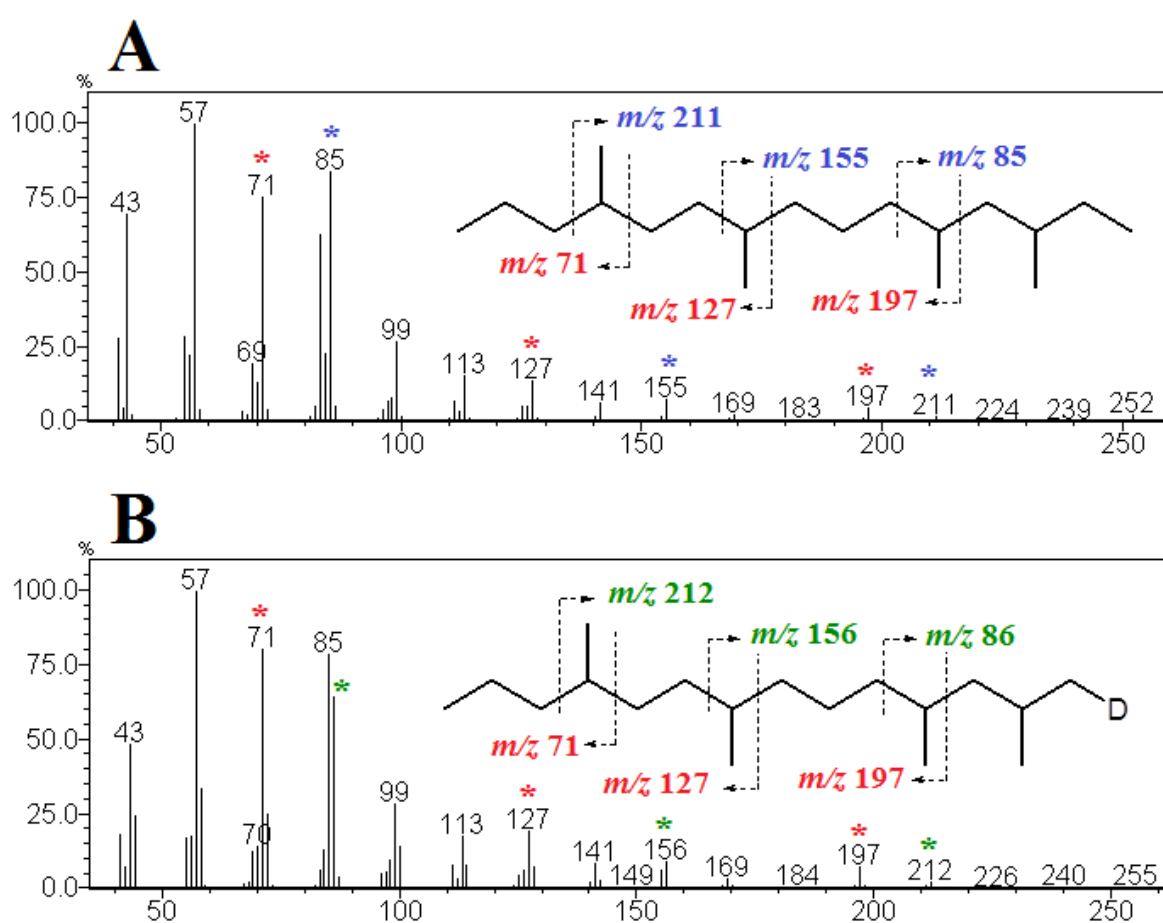 A
%
100.0
75.0
50.0
25.0
0.0
43
57
69
* 71
* 85
99
113
* 127
141
* 155
169
183
* 197
* 211
224
239
252
50 100 150 200 250
m/z 211
m/z 155
m/z 85
m/z 71
m/z 127
m/z 197
B
%
100.0
75.0
50.0
25.0
0.0
43
57
70
* 71
85
*
99
113
* 127
141
149
* 156
169
184
* 197
* 212
226
240
255
50 100 150 200 250
m/z 212
m/z 156
m/z 86
D
m/z 71
m/z 127
m/z 197